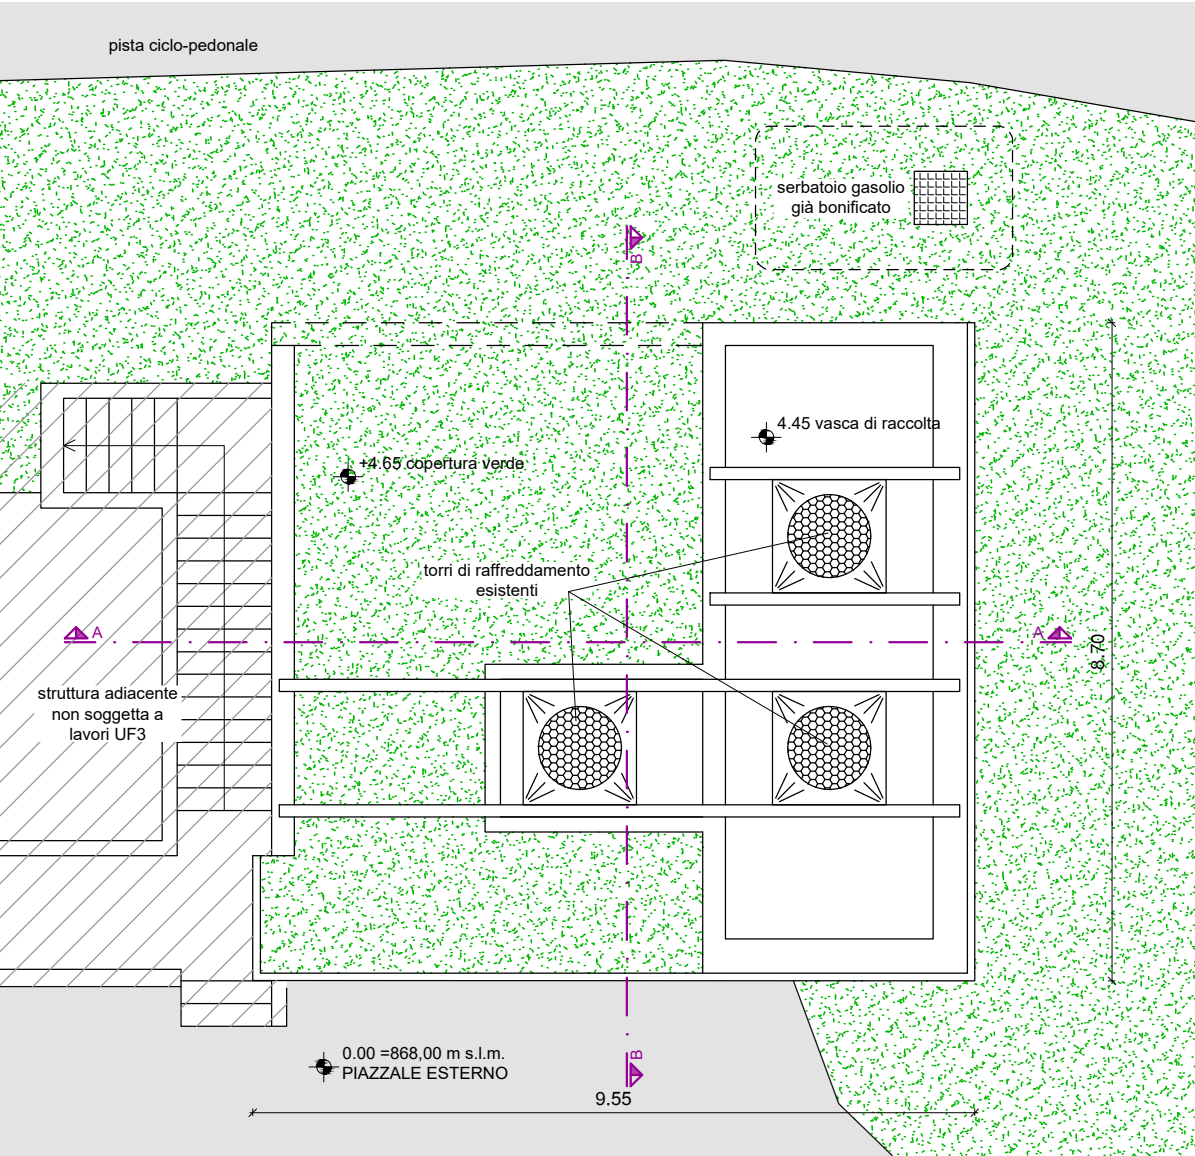 pista ciclo-pedonale
serbatoio gasolio
già bonificato
B
4.45 vasca di raccolta
+4.65 copertura verde
torri di raffreddamento
esistenti
A
A
8.70
struttura adiacente
non soggetta a
lavori UF3
0.00 =868,00 m s.l.m.
PIAZZALE ESTERNO
B
9.55